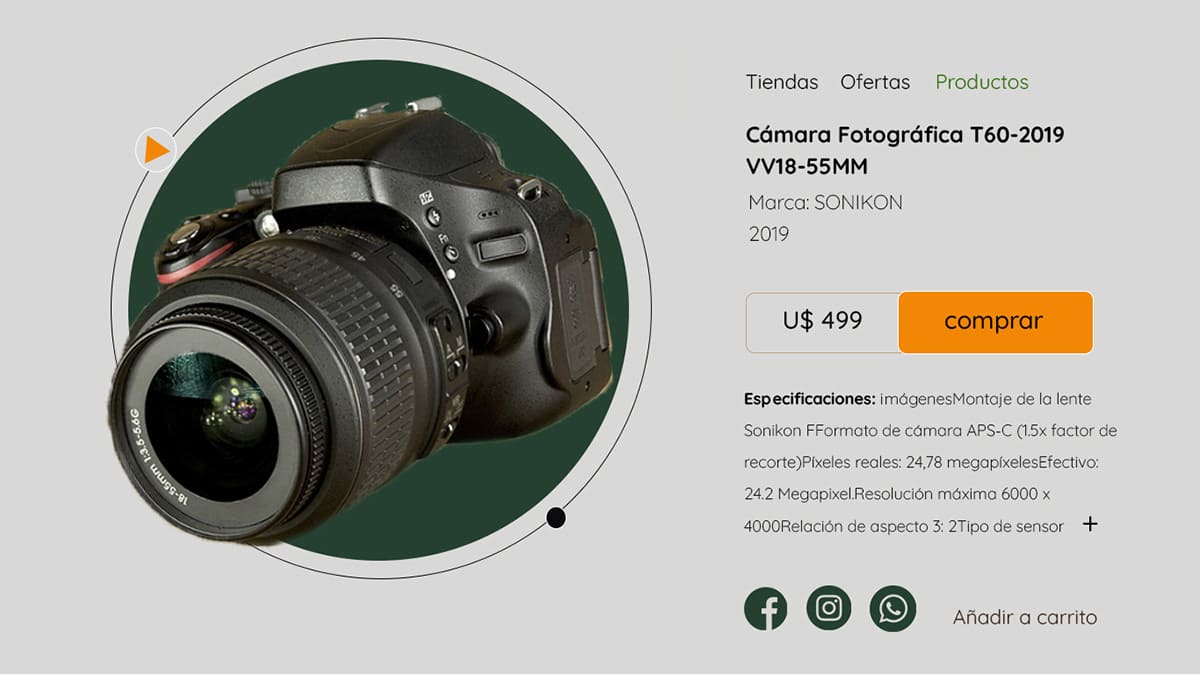 Tiendas Ofertas Productos
Cámara Fotográfica T60-2019
VV18-55MM
Marca: SONIKON
2019
U$ 499 comprar
Especificaciones: imágenesMontaje de la lente
Sonikon FFormato de cámara APS-C (1.5x factor de
recorte)Píxeles reales: 24,78 megapíxelesEfectivo:
24.2 Megapixel.Resolución máxima 6000 x
4000Relación de aspecto 3: 2Tipo de sensor +
Añadir a carrito
18-55mm 1:3.5-5.6G
45
55